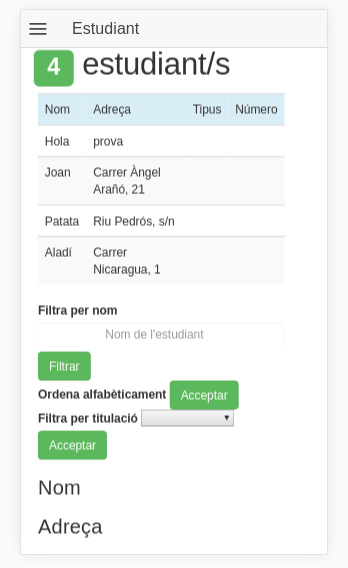 Estudiant
4 estudiant/s
Nom Adreça Tipus Número
Hola prova
Joan Carrer Àngel
Arañó, 21
Patata Riu Pedrós, s/n
Aladí Carrer
Nicaragua, 1
Filtra per nom
Nom de l'estudiant
Filtrar
Ordena alfabèticament Acceptar
Filtra per titulació
Acceptar
Nom
Adreça